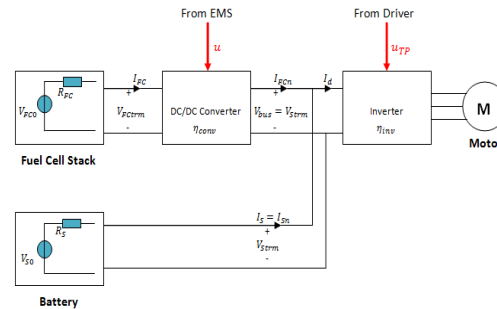 From EMS
From Driver
u
u_TP
I_FC
I_FCn
I_d
R_FC
V_FC0
+
V_FCtrm
-
DC/DC Converter
η_conv
+
V_bus = V_Strm
-
Inverter
η_inv
M
Moto
Fuel Cell Stack
I_S = I_Sn
R_S
V_S0
+
V_Strm
-
Battery